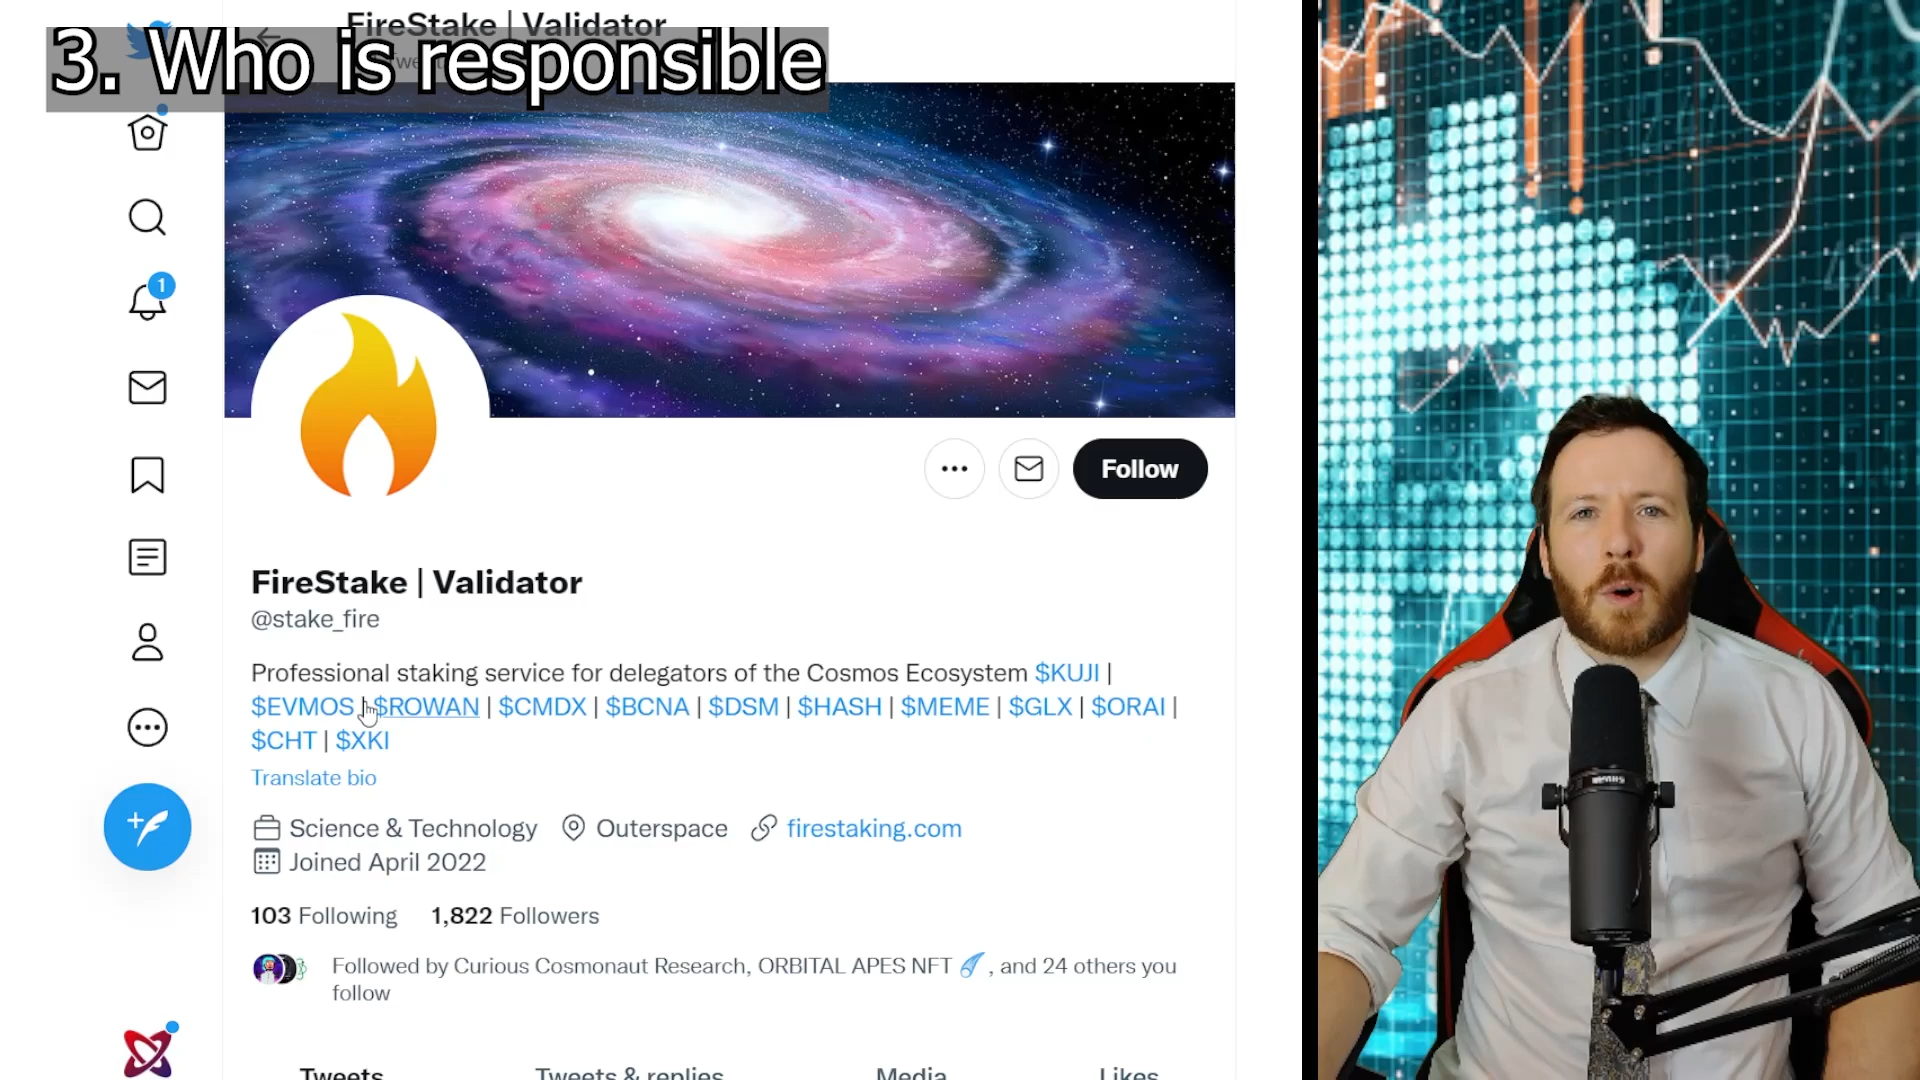 FireStake | Validator
3. Who is responsible
1
Follow
FireStake | Validator
@stake_fire
Professional staking service for delegators of the Cosmos Ecosystem $KUJI |
$EVMOS | $ROWAN | $CMDX | $BCNA | $DSM | $HASH | $MEME | $GLX | $ORAI |
$CHT | $XKI
Translate bio
Science & Technology Outerspace firestaking.com
Joined April 2022
103 Following 1,822 Followers
Followed by Curious Cosmonaut Research, ORBITAL APES NFT , and 24 others you
follow
Tweets Tweets & replies Media Likes